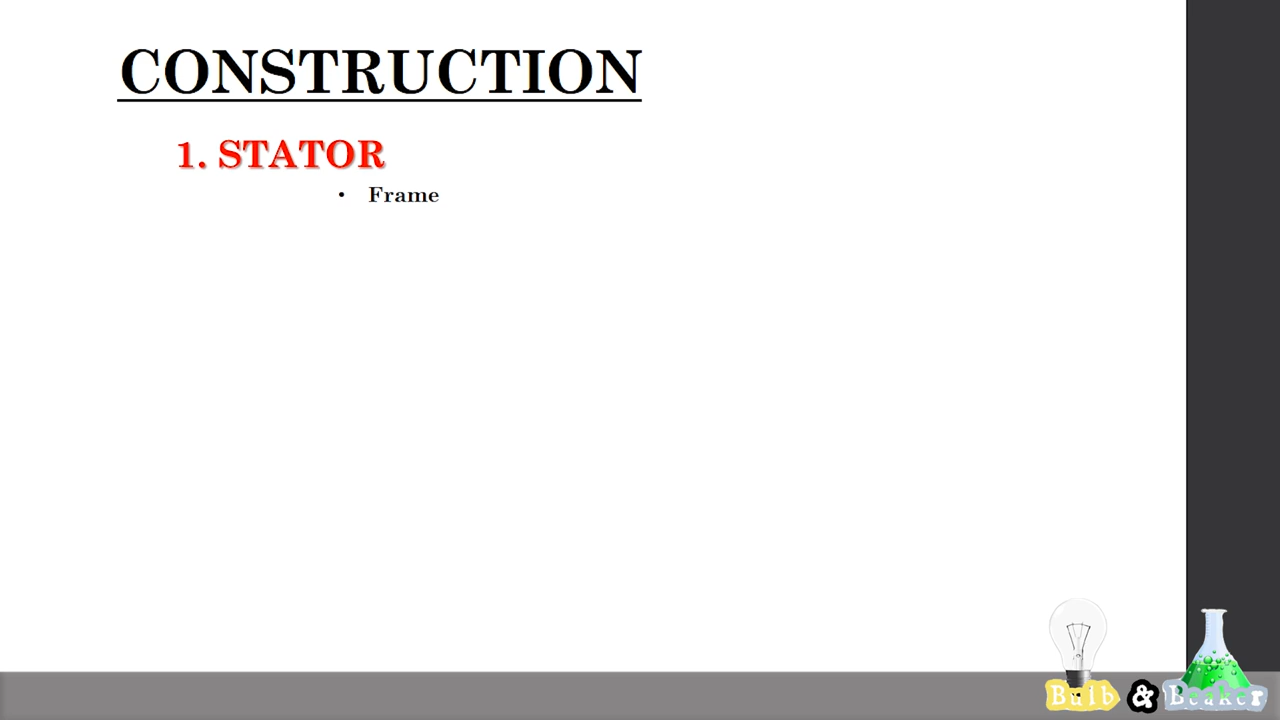 CONSTRUCTION
1. STATOR
• Frame
Bulb & Beaker